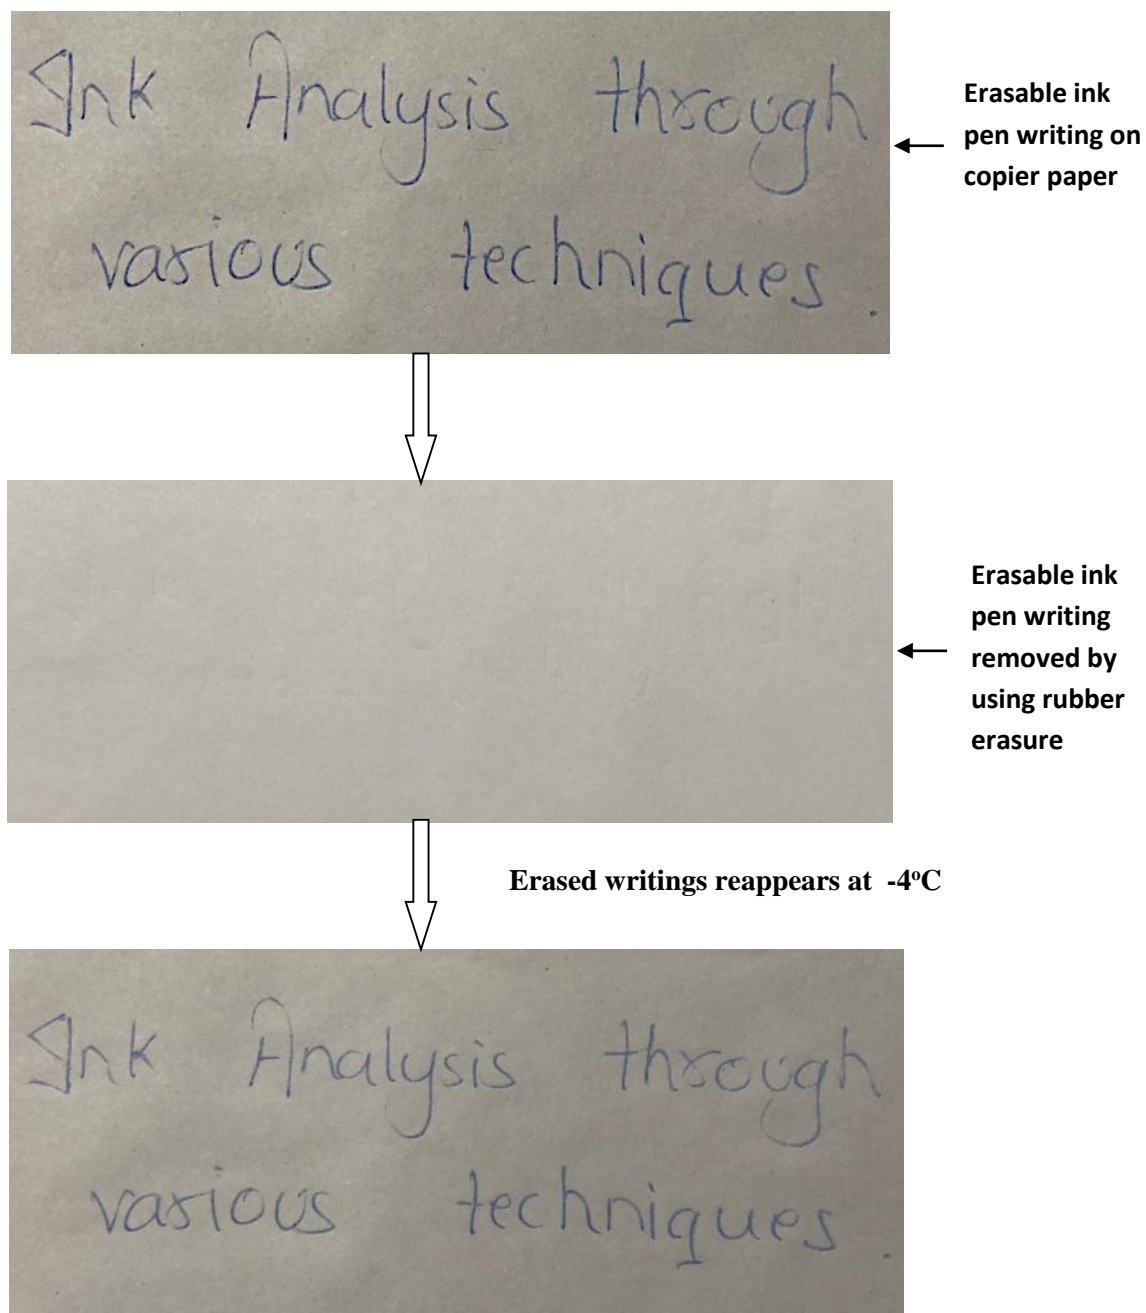 Ink Analysis through
various techniques.
Erasable ink
pen writing on
copier paper
Erasable ink
pen writing
removed by
using rubber
erasure
Erased writings reappears at -4°C
Ink Analysis through
various techniques.